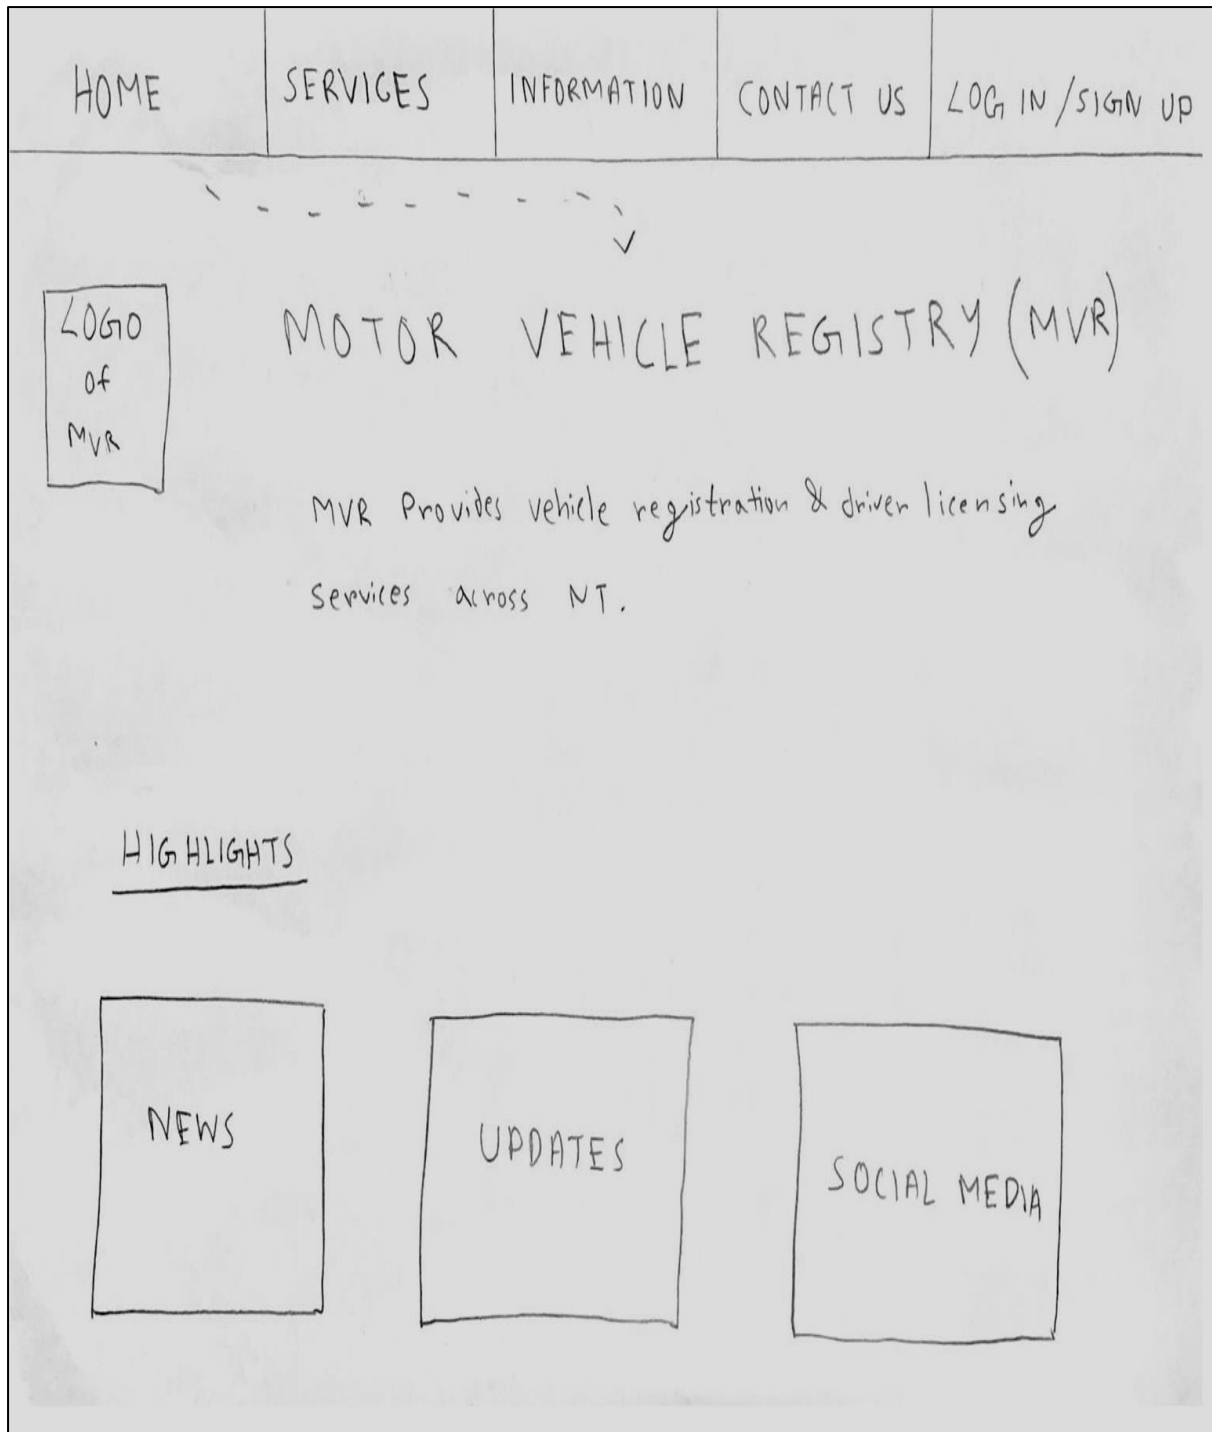 HOME
SERVICES
INFORMATION
CONTACT US
LOG IN/SIGN UP
LOGO
of
MVR
MOTOR VEHICLE REGISTRY (MVR)
MVR Provides vehicle registration & driver licensing
services across NT.
HIGHLIGHTS
NEWS
UPDATES
SOCIAL MEDIA